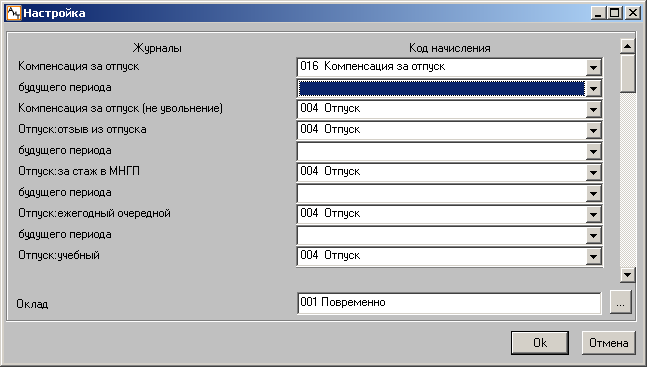 Настройка
Журналы Код начисления
Компенсация за отпуск 016 Компенсация за отпуск
будущего периода
Компенсация за отпуск (не увольнение) 004 Отпуск
Отпуск:отзыв из отпуска 004 Отпуск
будущего периода
Отпуск:за стаж в МНГП 004 Отпуск
будущего периода
Отпуск:ежегодный очередной 004 Отпуск
будущего периода
Отпуск:учебный 004 Отпуск
Оклад 001 Повременно ...
Ok Отмена